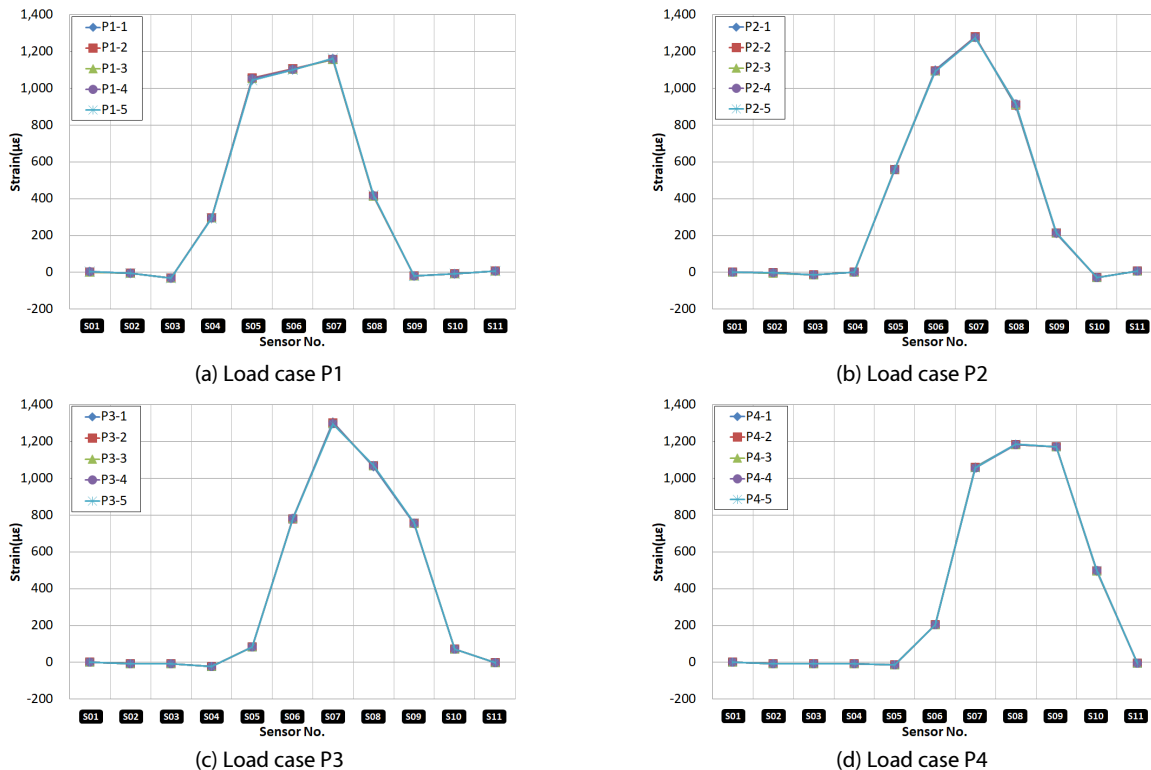 1,400
1,200
1,000
800
600
400
200
0
-200
Strain(με)
P1-1
P1-2
P1-3
P1-4
P1-5
S01 S02 S03 S04 S05 S06 S07 S08 S09 S10 S11
Sensor No.
(a) Load case P1
1,400
1,200
1,000
800
600
400
200
0
-200
Strain(με)
P2-1
P2-2
P2-3
P2-4
P2-5
S01 S02 S03 S04 S05 S06 S07 S08 S09 S10 S11
Sensor No.
(b) Load case P2
1,400
1,200
1,000
800
600
400
200
0
-200
Strain(με)
P3-1
P3-2
P3-3
P3-4
P3-5
S01 S02 S03 S04 S05 S06 S07 S08 S09 S10 S11
Sensor No.
(c) Load case P3
1,400
1,200
1,000
800
600
400
200
0
-200
Strain(με)
P4-1
P4-2
P4-3
P4-4
P4-5
S01 S02 S03 S04 S05 S06 S07 S08 S09 S10 S11
Sensor No.
(d) Load case P4